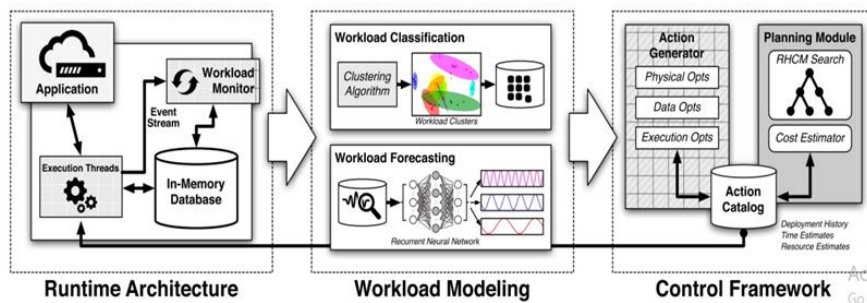 Application
Workload
Monitor
Event
Stream
Execution Threads
In-Memory
Database
Runtime Architecture
Workload Classification
Clustering
Algorithm
Workload Clusters
Workload Forecasting
Recurrent Neural Network
Workload Modeling
Action
Generator
Physical Opts
Data Opts
Execution Opts
Planning Module
RHCM Search
Cost Estimator
Action
Catalog
Deployment History
Time Estimates
Resource Estimates
Control Framework